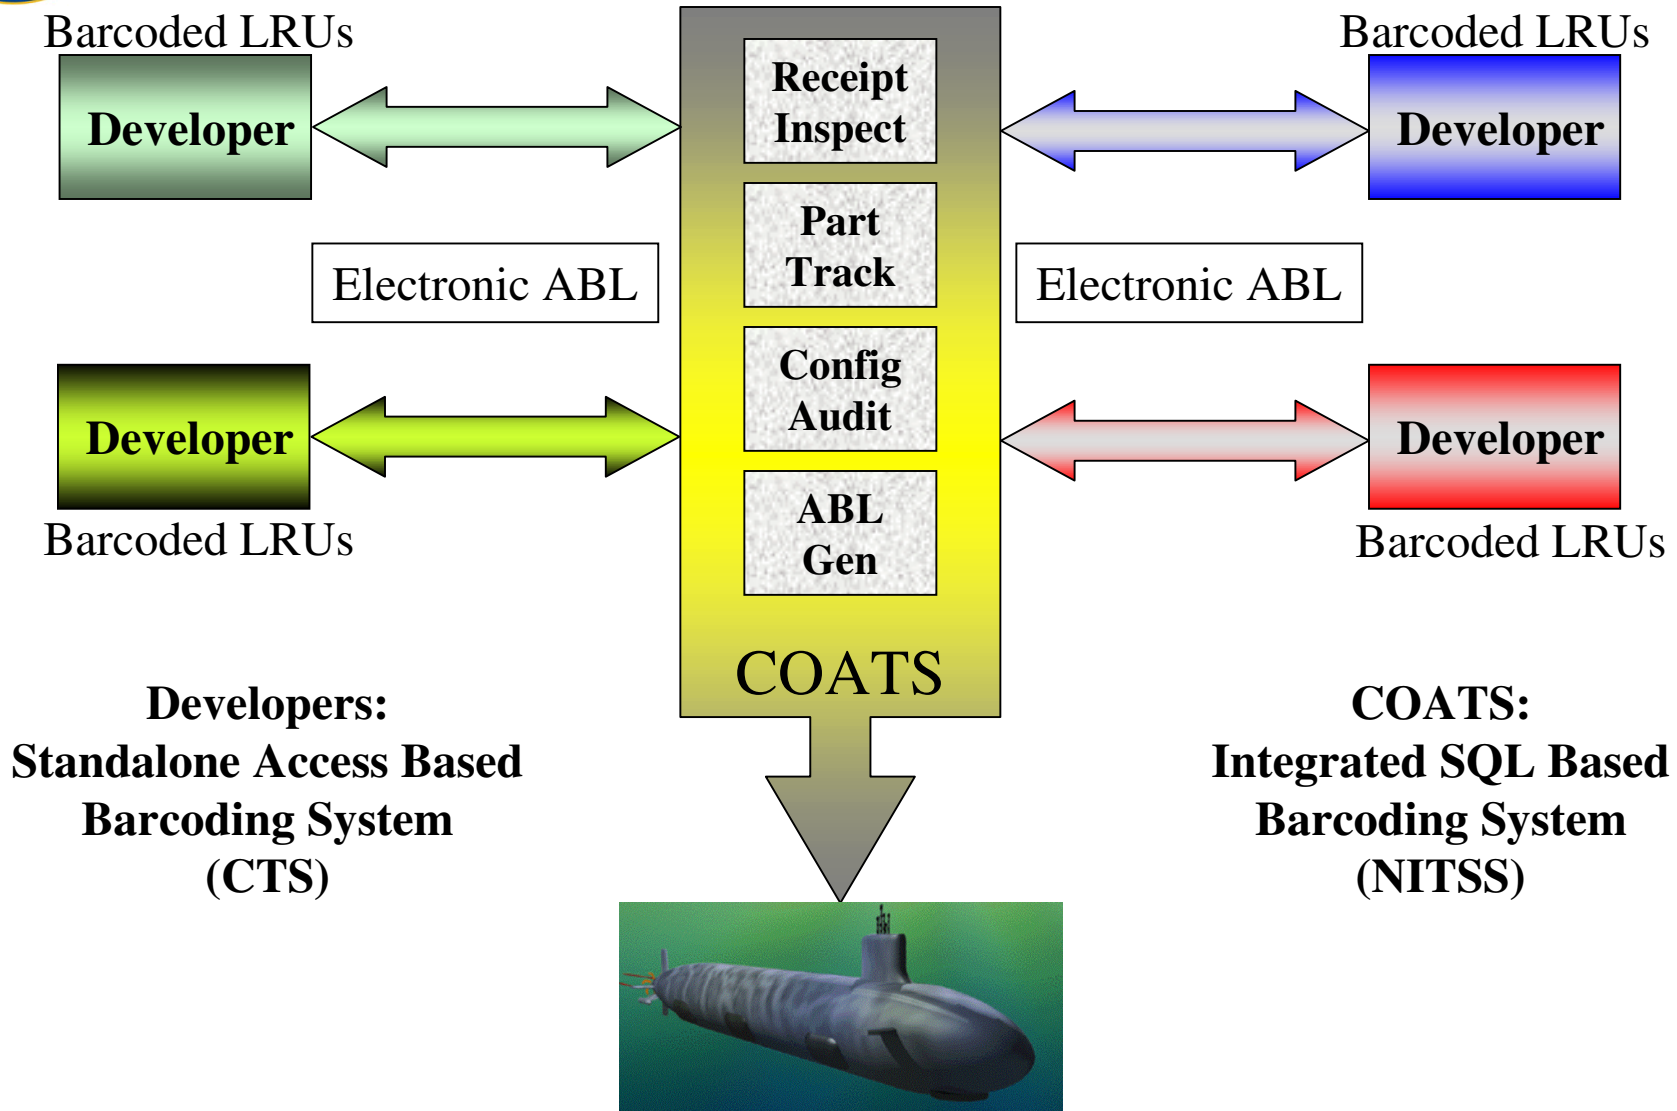 Barcoded LRUs
Barcoded LRUs
Developer
Receipt
Inspect
Developer
Part
Track
Electronic ABL
Electronic ABL
Config
Audit
Developer
Developer
ABL
Gen
Barcoded LRUs
Barcoded LRUs
COATS
Developers:
Standalone Access Based
Barcoding System
(CTS)
COATS:
Integrated SQL Based
Barcoding System
(NITSS)